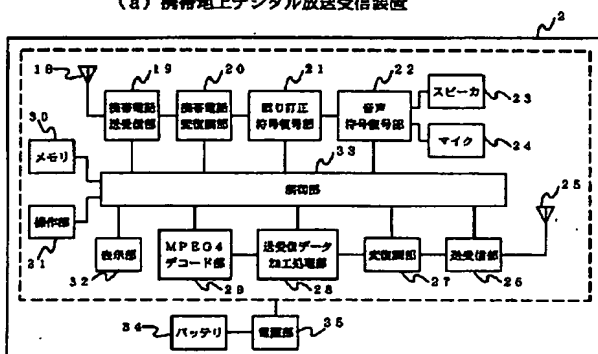 (a) 携帯地上デジタル放送受信装置
2
18
19
20
21
22
携帯電話
送受信部
携帯電話
変復調部
誤り訂正
符号復号部
音声
符号復号部
スピーカ
23
マイク
24
30
メモリ
33
制御部
操作部
31
25
表示部
32
MPEG4
デコード部
29
送受信データ
加工処理部
28
変復調部
27
送受信部
26
34
バッテリ
電源部
35